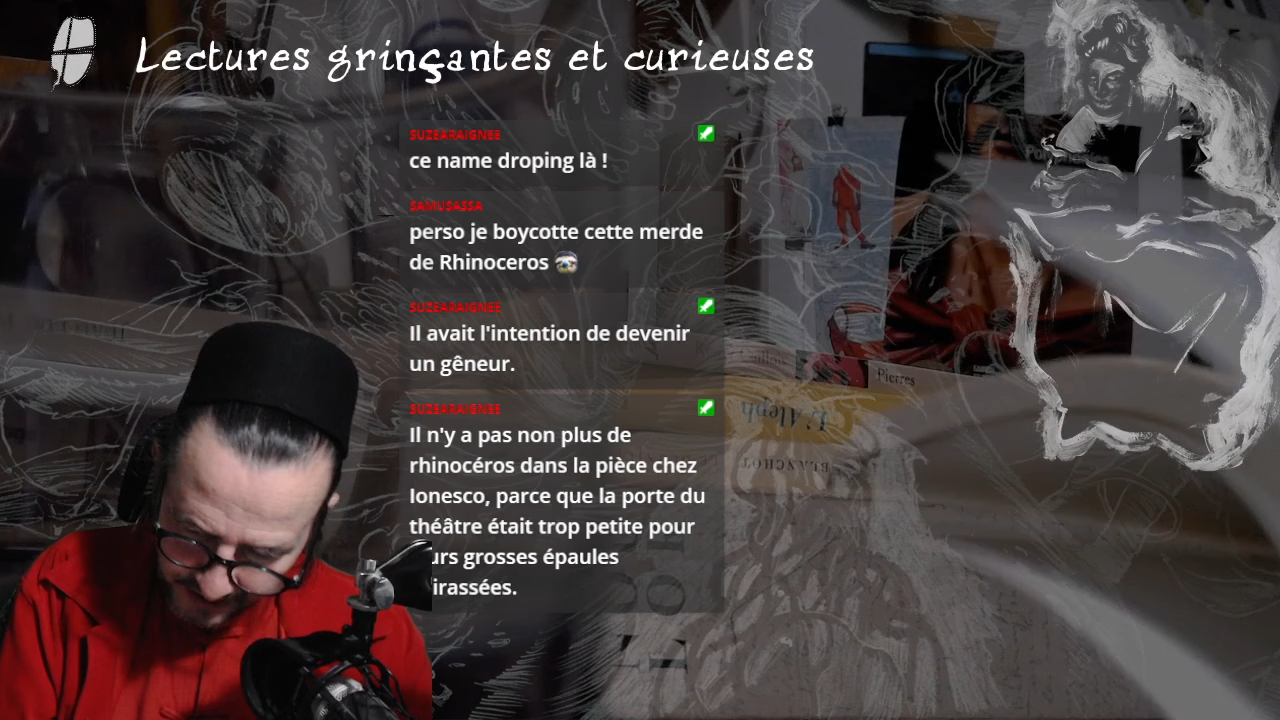 Lectures grinçantes et curieuses
SUZEARAIGNEE
ce name droping là !
SAMUSASSA
perso je boycotte cette merde
de Rhinoceros
SUZEARAIGNEE
Il avait l'intention de devenir
un gêneur.
SUZEARAIGNEE
Il n'y a pas non plus de
rhinocéros dans la pièce chez
Ionesco, parce que la porte du
théâtre était trop petite pour
urs grosses épaules
irassées.
Pierres
L'Aleph
BLANCHOT